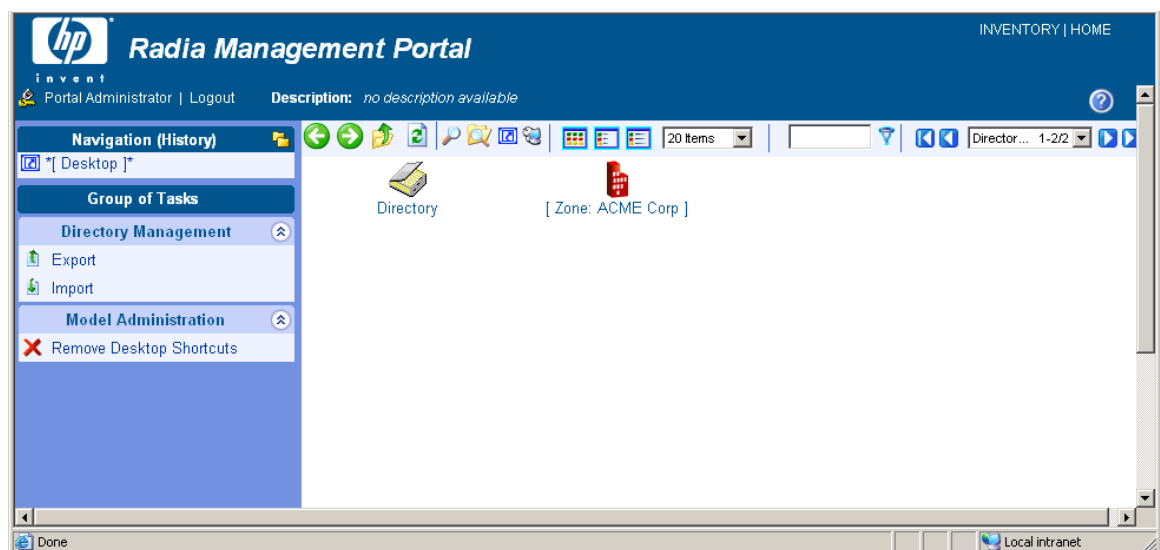 INVENTORY | HOME
hp
invent
Radia Management Portal
Portal Administrator | Logout
Description: no description available
Navigation (History)
*[ Desktop ]*
Group of Tasks
Directory Management
Export
Import
Model Administration
Remove Desktop Shortcuts
20 Items
Director... 1-2/2
Directory
[ Zone: ACME Corp ]
Done
Local intranet